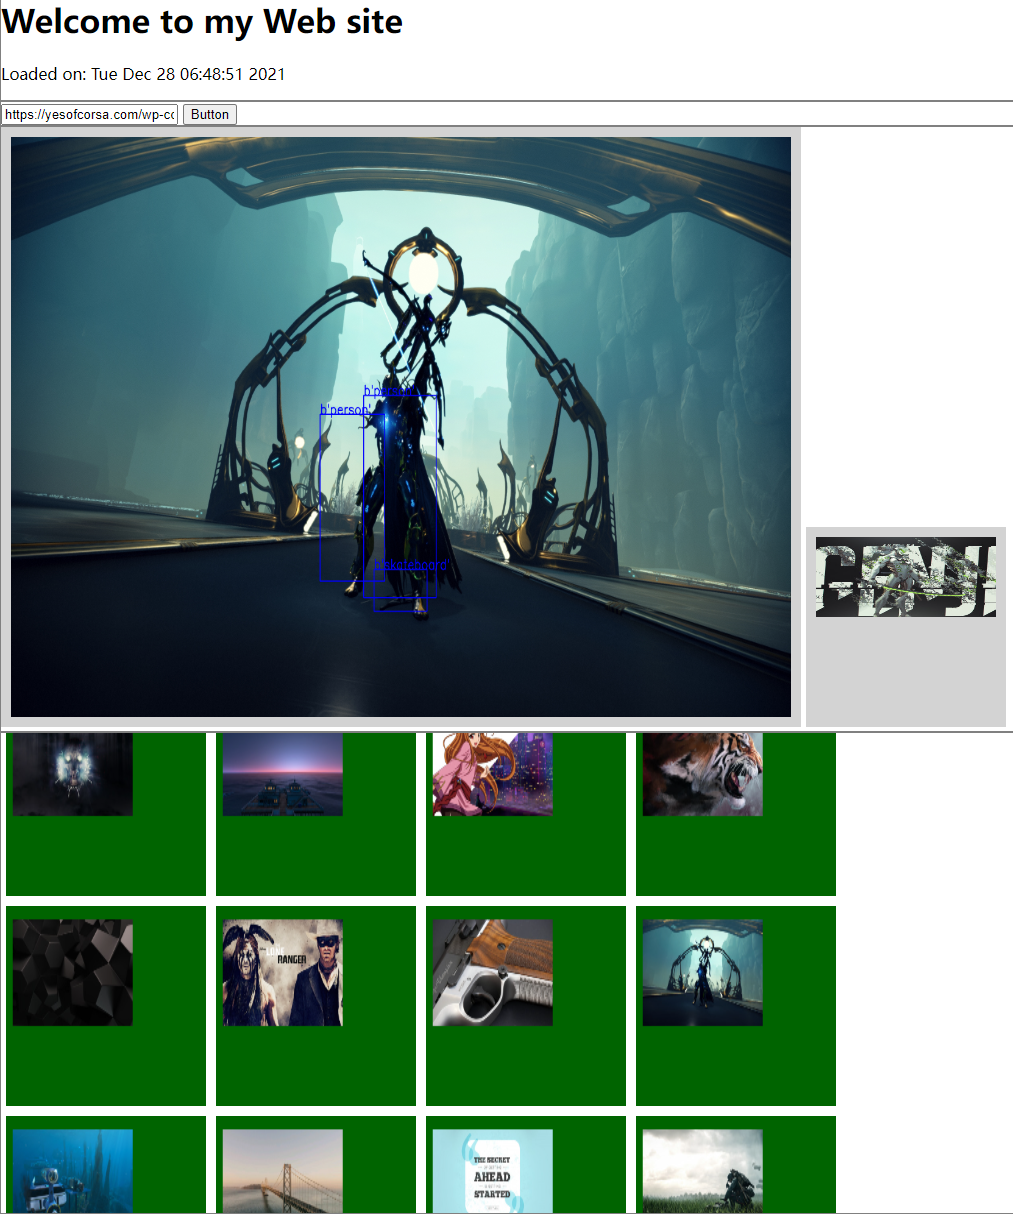 Welcome to my Web site
Loaded on: Tue Dec 28 06:48:51 2021
https://yesofcorsa.com/wp-co
Button
b'person'
b'person'
b'skateboard'
LONE
RANGER
THE SECRET
AHEAD
STARTED